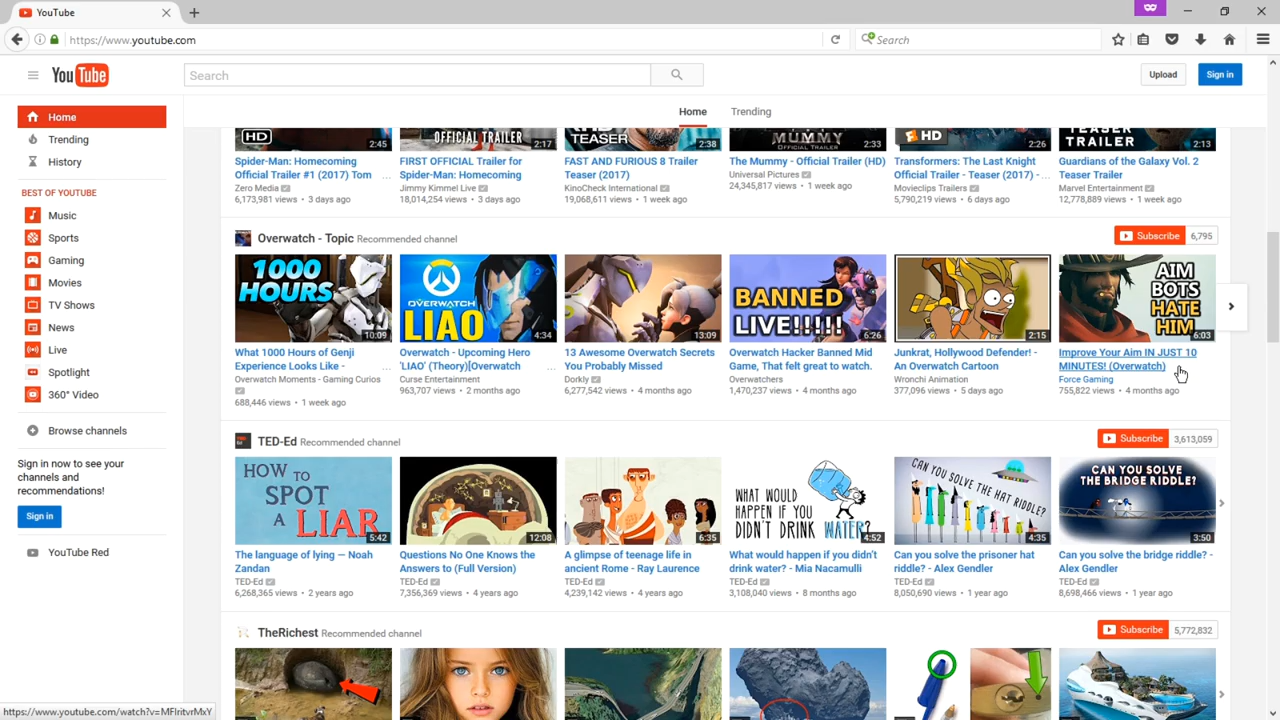 YouTube
https://www.youtube.com
Search
YouTube
Search
Upload
Sign in
Home
Trending
Home
Trending
History
BEST OF YOUTUBE
Music
Sports
Gaming
Movies
TV Shows
News
Live
Spotlight
360° Video
Browse channels
Sign in now to see your
channels and
recommendations!
Sign in
YouTube Red
HD
2:45
OFFICIAL TRAILER
2:17
TEASER
2:38
MUMMY
OFFICIAL TRAILER
2:33
HD
2:26
TEASER
TRAILER
2:13
Spider-Man: Homecoming
Official Trailer #1 (2017) Tom ...
Zero Media
6,173,981 views • 3 days ago
FIRST OFFICIAL Trailer for
Spider-Man: Homecoming
Jimmy Kimmel Live
18,014,254 views • 3 days ago
FAST AND FURIOUS 8 Trailer
Teaser (2017)
KinoCheck International
19,068,611 views • 1 week ago
The Mummy - Official Trailer (HD)
Universal Pictures
24,345,817 views • 1 week ago
Transformers: The Last Knight
Official Trailer - Teaser (2017) - ...
Movieclips Trailers
5,790,219 views • 6 days ago
Guardians of the Galaxy Vol. 2
Teaser Trailer
Marvel Entertainment
12,778,889 views • 1 week ago
Overwatch - Topic Recommended channel
Subscribe 6,795
1000
HOURS
10:09
OVERWATCH
LIAO
4:34
13:09
BANNED
LIVE!!!!!
6:26
2:15
AIM
BOTS
HATE
HIM
6:03
What 1000 Hours of Genji
Experience Looks Like -
Overwatch Moments - Gaming Curios
688,446 views • 1 week ago
Overwatch - Upcoming Hero
'LIAO' (Theory)[Overwatch ...
Curse Entertainment
963,707 views • 2 months ago
13 Awesome Overwatch Secrets
You Probably Missed
Dorkly
6,277,542 views • 4 months ago
Overwatch Hacker Banned Mid
Game, That felt great to watch.
Overwatchers
1,470,237 views • 4 months ago
Junkrat, Hollywood Defender! -
An Overwatch Cartoon
Wronchi Animation
377,096 views • 5 days ago
Improve Your Aim IN JUST 10
MINUTES! (Overwatch)
Force Gaming
755,822 views • 4 months ago
TED-Ed Recommended channel
Subscribe 3,613,059
HOW TO
SPOT
A LIAR
5:42
12:08
6:35
WHAT WOULD
HAPPEN IF YOU
DIDN'T DRINK WATER?
4:52
CAN YOU SOLVE THE HAT RIDDLE?
4:35
CAN YOU SOLVE
THE BRIDGE RIDDLE?
3:50
The language of lying — Noah
Zandan
TED-Ed
6,268,365 views • 2 years ago
Questions No One Knows the
Answers to (Full Version)
TED-Ed
7,356,369 views • 4 years ago
A glimpse of teenage life in
ancient Rome - Ray Laurence
TED-Ed
4,239,142 views • 4 years ago
What would happen if you didn't
drink water? - Mia Nacamulli
TED-Ed
3,108,040 views • 8 months ago
Can you solve the prisoner hat
riddle? - Alex Gendler
TED-Ed
8,050,690 views • 1 year ago
Can you solve the bridge riddle? -
Alex Gendler
TED-Ed
8,698,466 views • 1 year ago
TheRichest Recommended channel
Subscribe 5,772,832
https://www.youtube.com/watch?v=MFIritvrMxY